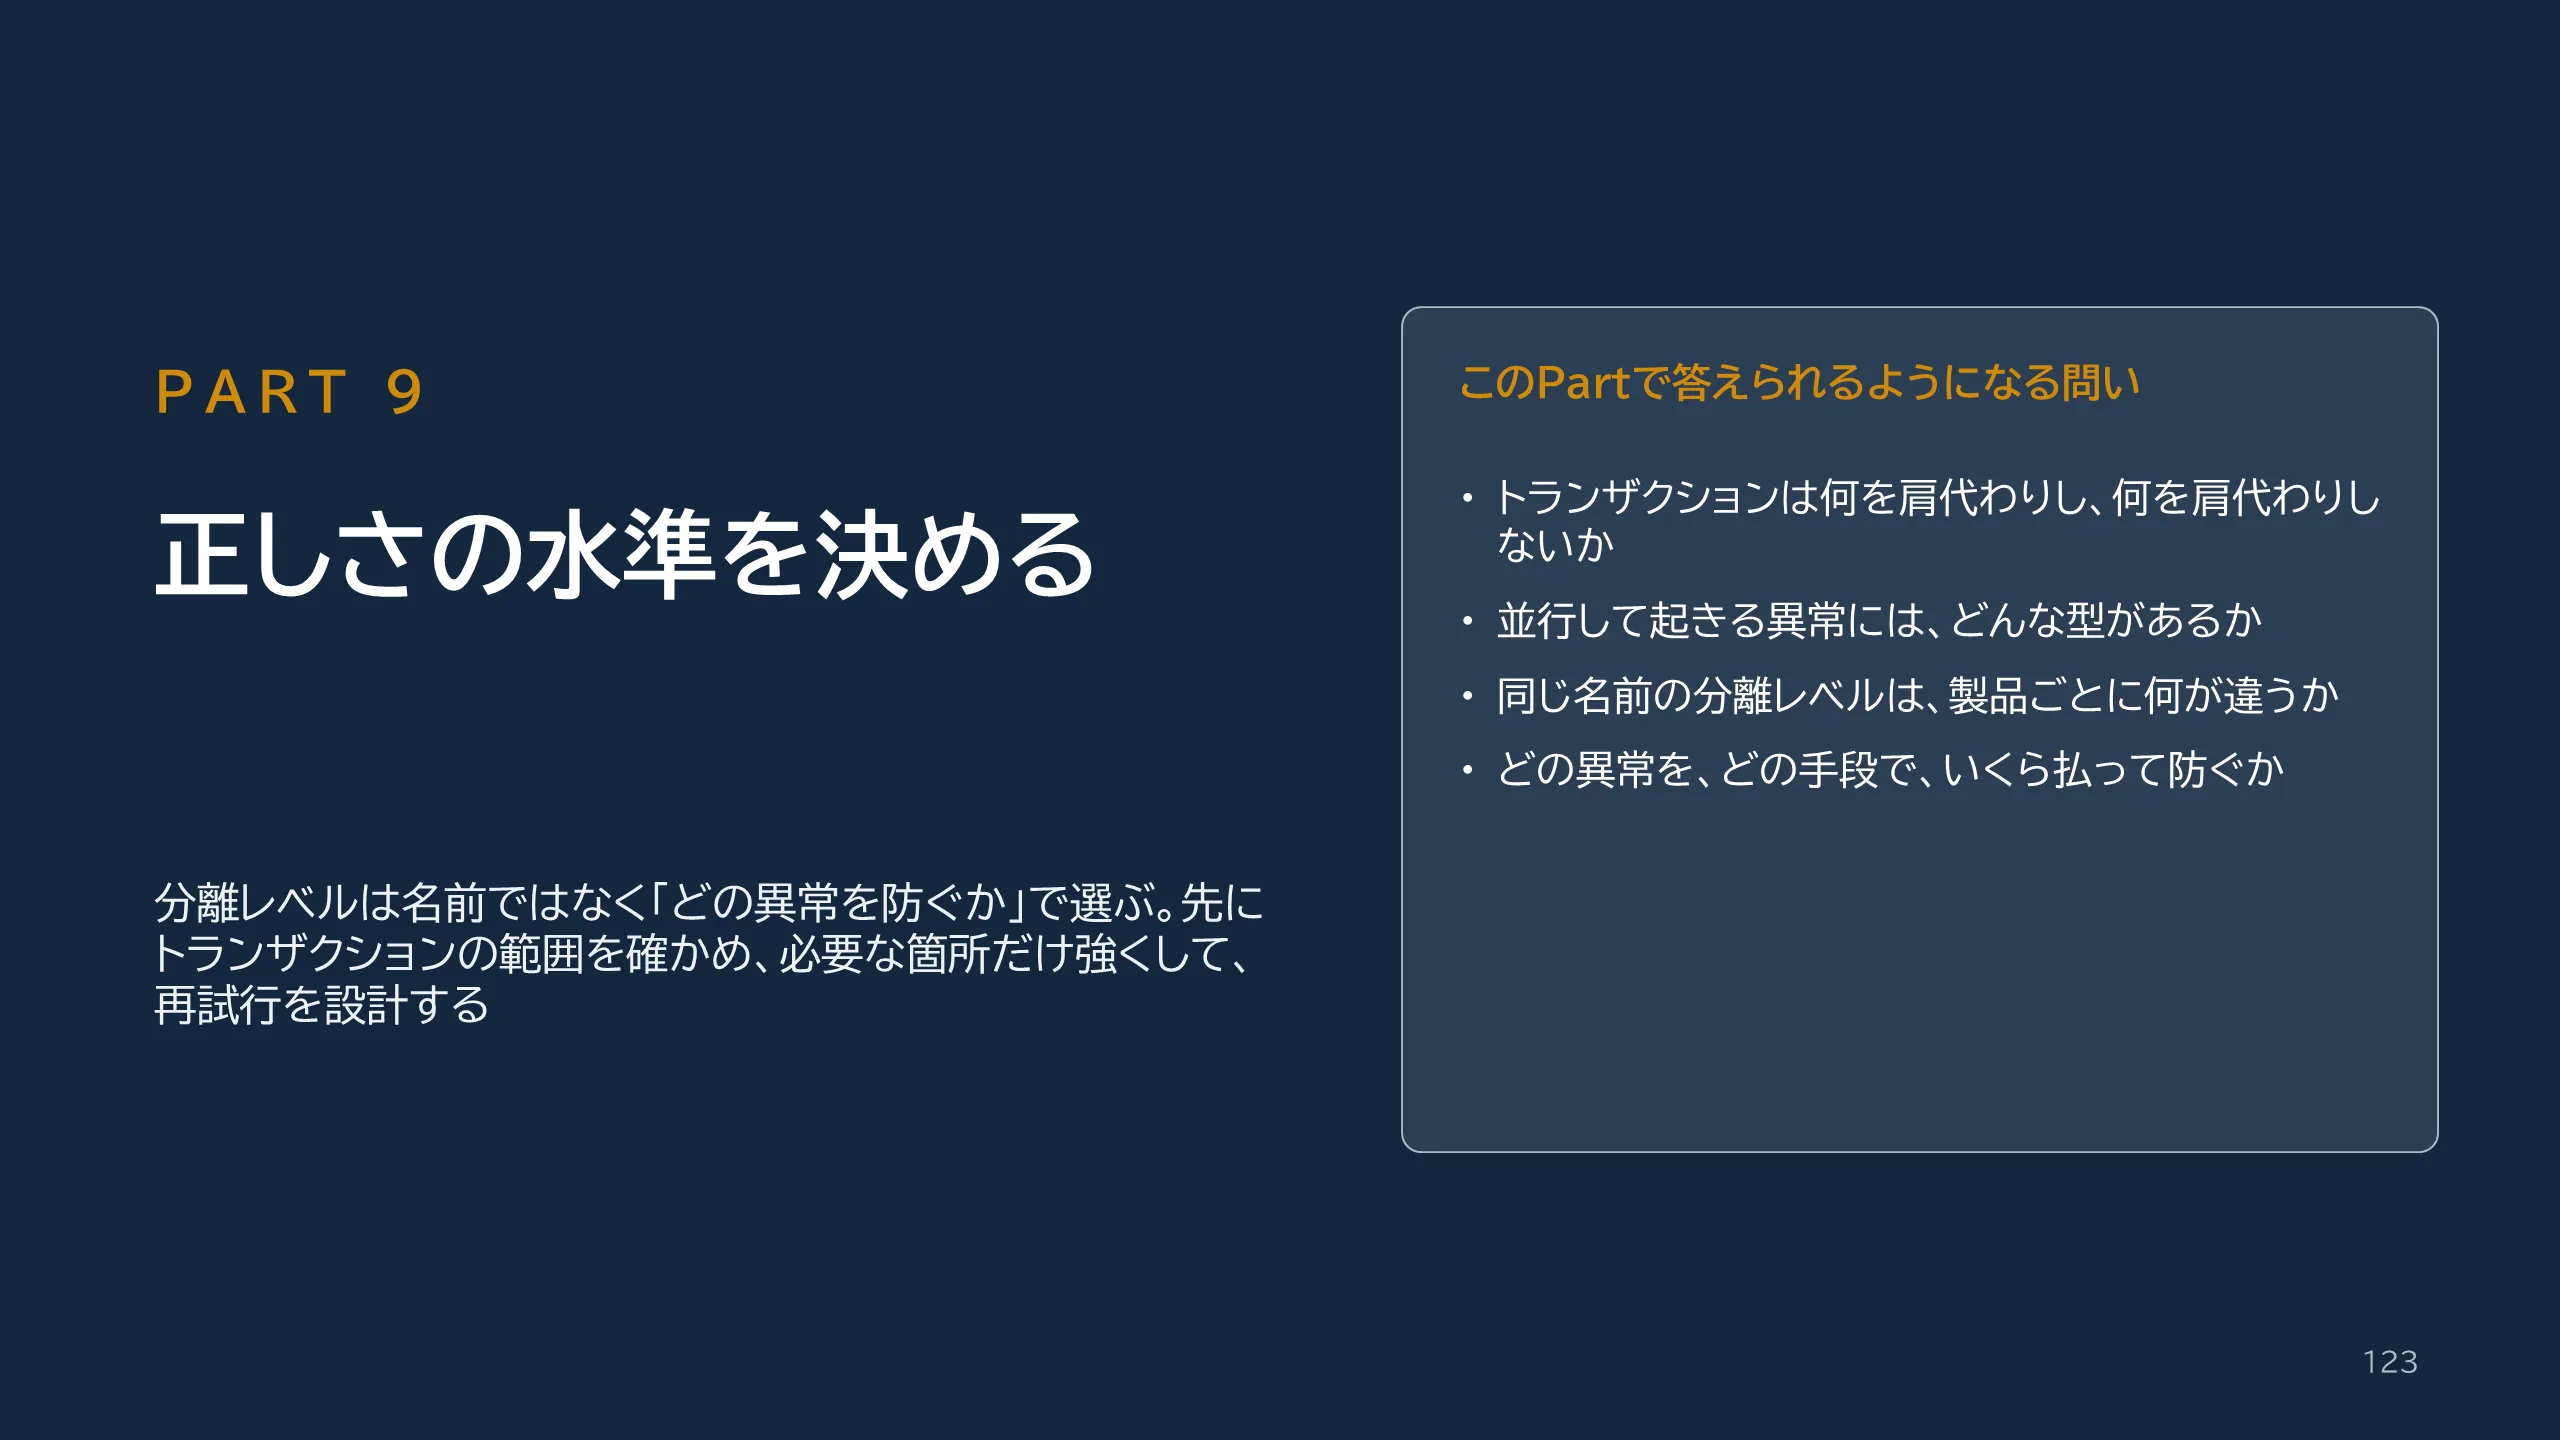 PART 9
正しさの水準を決める
分離レベルは名前ではなく「どの異常を防ぐか」で選ぶ。先に
トランザクションの範囲を確かめ、必要な箇所だけ強くして、
再試行を設計する
このPartで答えられるようになる問い
・トランザクションは何を肩代わりし、何を肩代わりし
ないか
・並行して起きる異常には、どんな型があるか
・同じ名前の分離レベルは、製品ごとに何が違うか
・どの異常を、どの手段で、いくら払って防ぐか
123